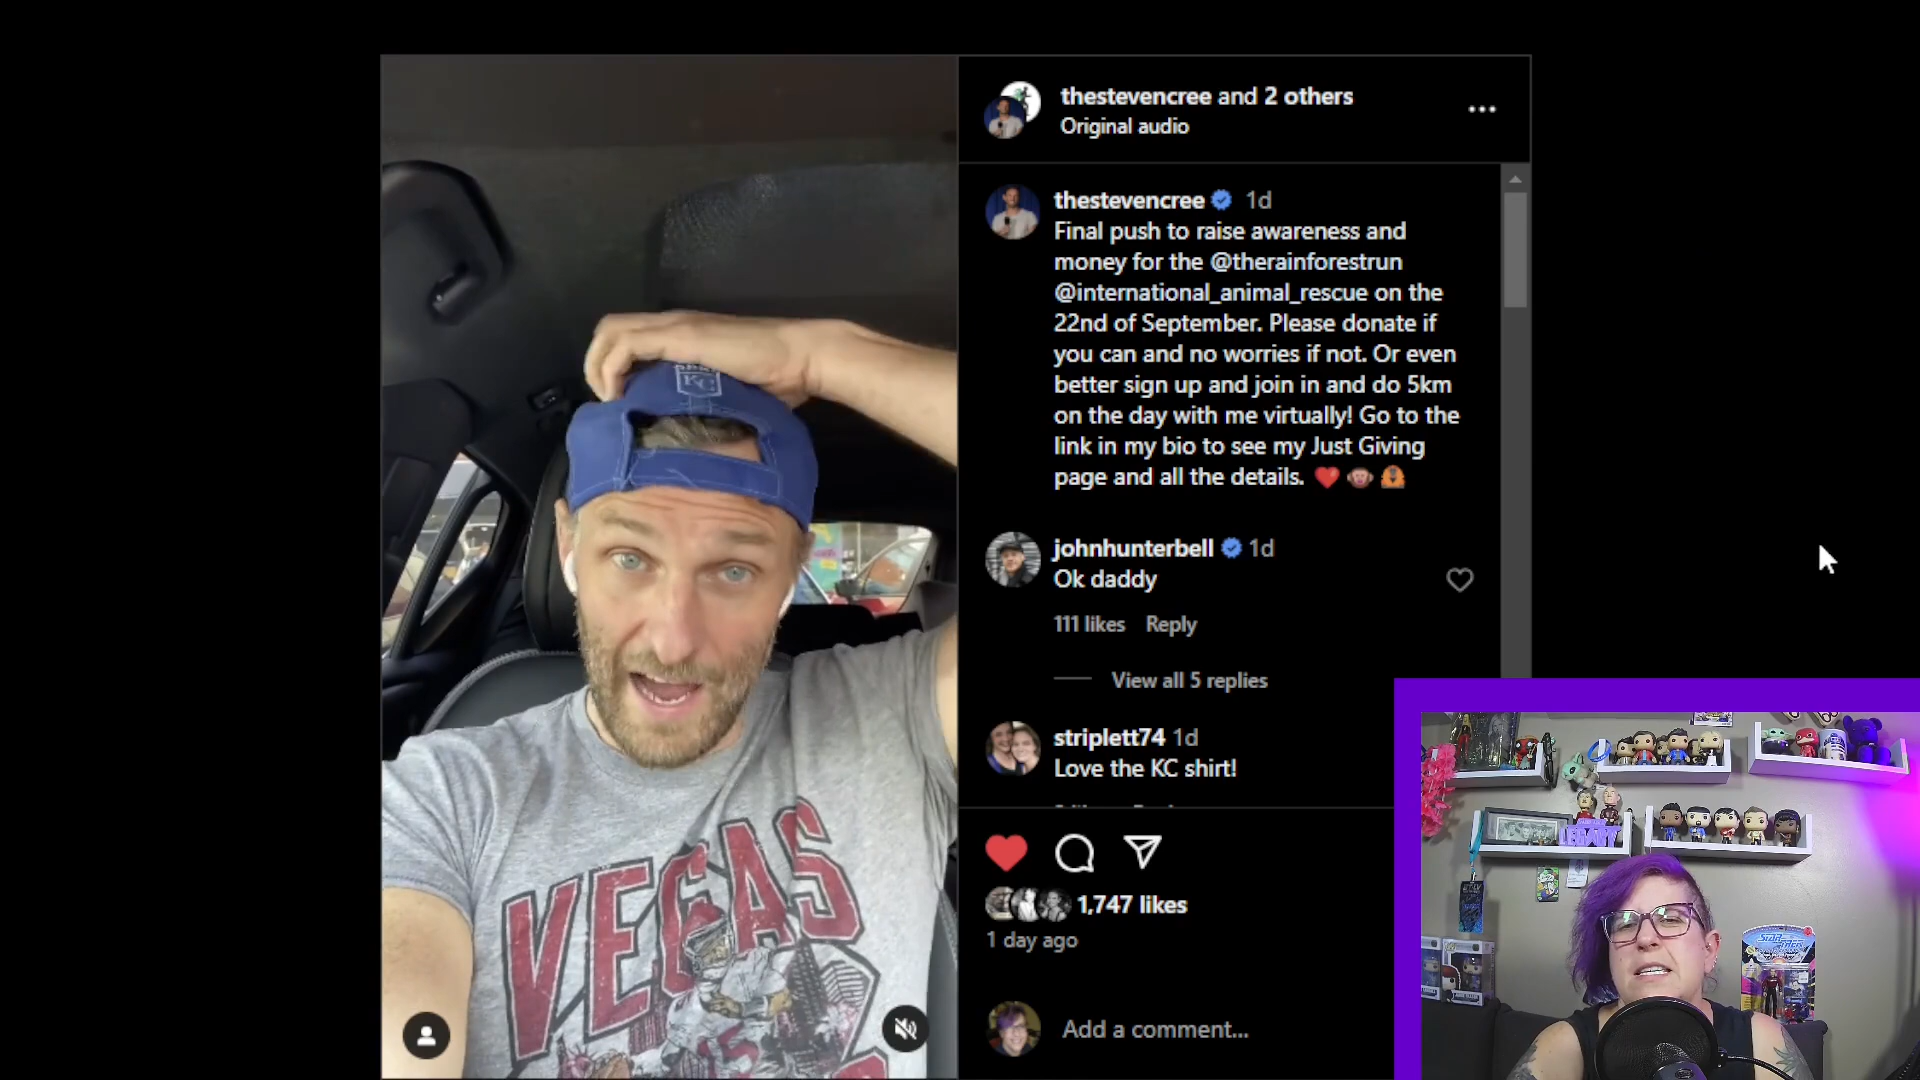 thestevencree and 2 others
Original audio
thestevencree 1d
Final push to raise awareness and
money for the @therainforestrun
@international_animal_rescue on the
22nd of September. Please donate if
you can and no worries if not. Or even
better sign up and join in and do 5km
on the day with me virtually! Go to the
link in my bio to see my Just Giving
page and all the details.
johnhunterbell 1d
Ok daddy
111 likes Reply
View all 5 replies
striplett74 1d
Love the KC shirt!
1,747 likes
1 day ago
Add a comment...
KC
VEGAS
15
LEGACY
STAR TREK